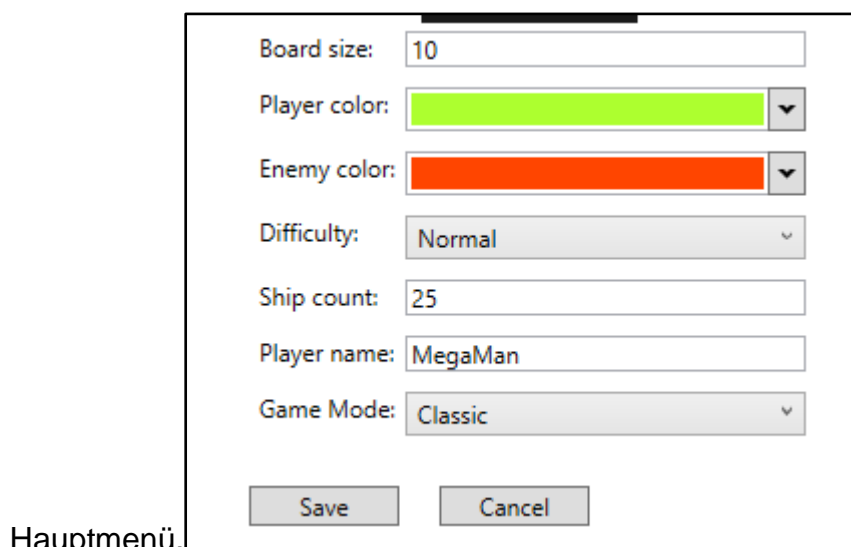 Board size: 10
Player color:
Enemy color:
Difficulty: Normal
Ship count: 25
Player name: MegaMan
Game Mode: Classic
Save Cancel
Hauptmenü.